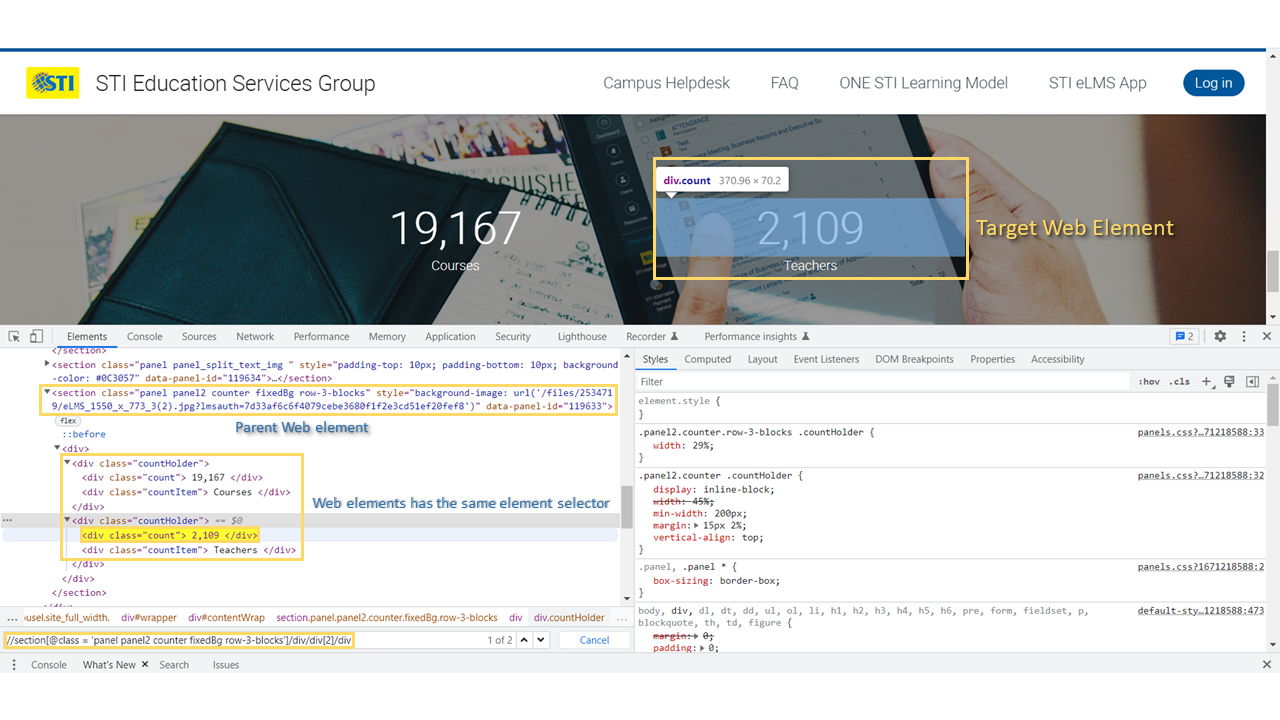 STI
STI Education Services Group
Campus Helpdesk
FAQ
ONE STI Learning Model
STI eLMS App
Log in
Dashboard
News
Users
Resources
ATTENDANCE
Participation
Test
Test
div.count 370.96 × 70.2
19,167
Courses
2,109
Teachers
Target Web Element
Elements
Console
Sources
Network
Performance
Memory
Application
Security
Lighthouse
Recorder
Performance insights
2
</section>
<section class="panel panel_split_text_img " style="padding-top: 10px; padding-bottom: 10px; background
-color: #0C3057" data-panel-id="119634">…</section>
<section class="panel panel2 counter fixedBg row-3-blocks" style="background-image: url('/files/253471
9/eLMS_1550_x_773_3(2).jpg?lmsauth=7d33af6c6f4079cebe3680f1f2e3cd51ef20fef8')" data-panel-id="119633">
flex
Parent Web element
::before
<div>
<div class="countHolder">
<div class="count"> 19,167 </div>
<div class="countItem"> Courses </div>
</div>
Web elements has the same element selector
<div class="countHolder"> == $0
<div class="count"> 2,109 </div>
<div class="countItem"> Teachers </div>
</div>
</div>
</section>
… ousel.site_full_width. div#wrapper div#contentWrap section.panel.panel2.counter.fixedBg.row-3-blocks div div.countHolder …
//section[@class = 'panel panel2 counter fixedBg row-3-blocks']/div/div[2]/div
1 of 2
Cancel
Styles
Computed
Layout
Event Listeners
DOM Breakpoints
Properties
Accessibility
Filter
:hov .cls +
element.style {
}
.panel2.counter.row-3-blocks .countHolder {
panels.css?…71218588:33
width: 29%;
}
.panel2.counter .countHolder {
panels.css?…71218588:32
display: inline-block;
width: 45%;
min-width: 200px;
margin: 15px 2%;
vertical-align: top;
}
.panel, .panel * {
panels.css?1671218588:2
box-sizing: border-box;
}
body, div, dl, dt, dd, ul, ol, li, h1, h2, h3, h4, h5, h6, pre, form, fieldset, p,
default-sty…1218588:473
blockquote, th, td, figure {
margin: 0;
padding: 0;
Console
What's New
Search
Issues